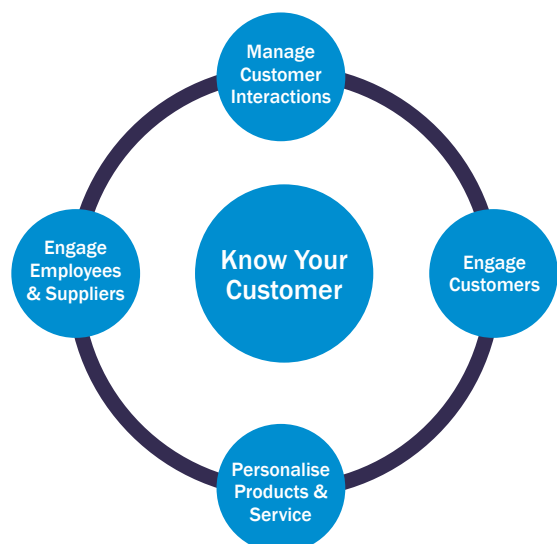 Manage
Customer
Interactions
Engage
Employees
& Suppliers
Know Your
Customer
Engage
Customers
Personalise
Products &
Service